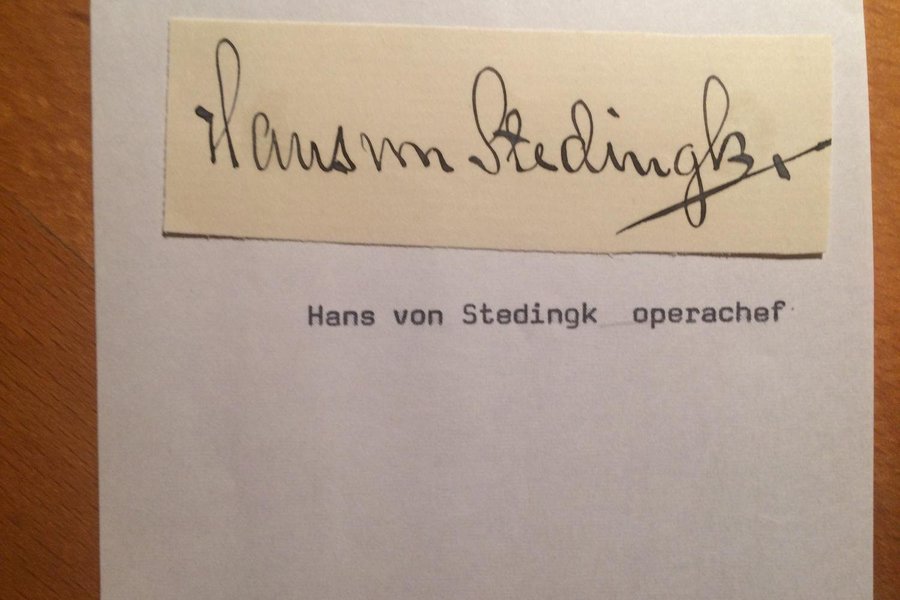 Hans von Stedingk
Hans von Stedingk operachef